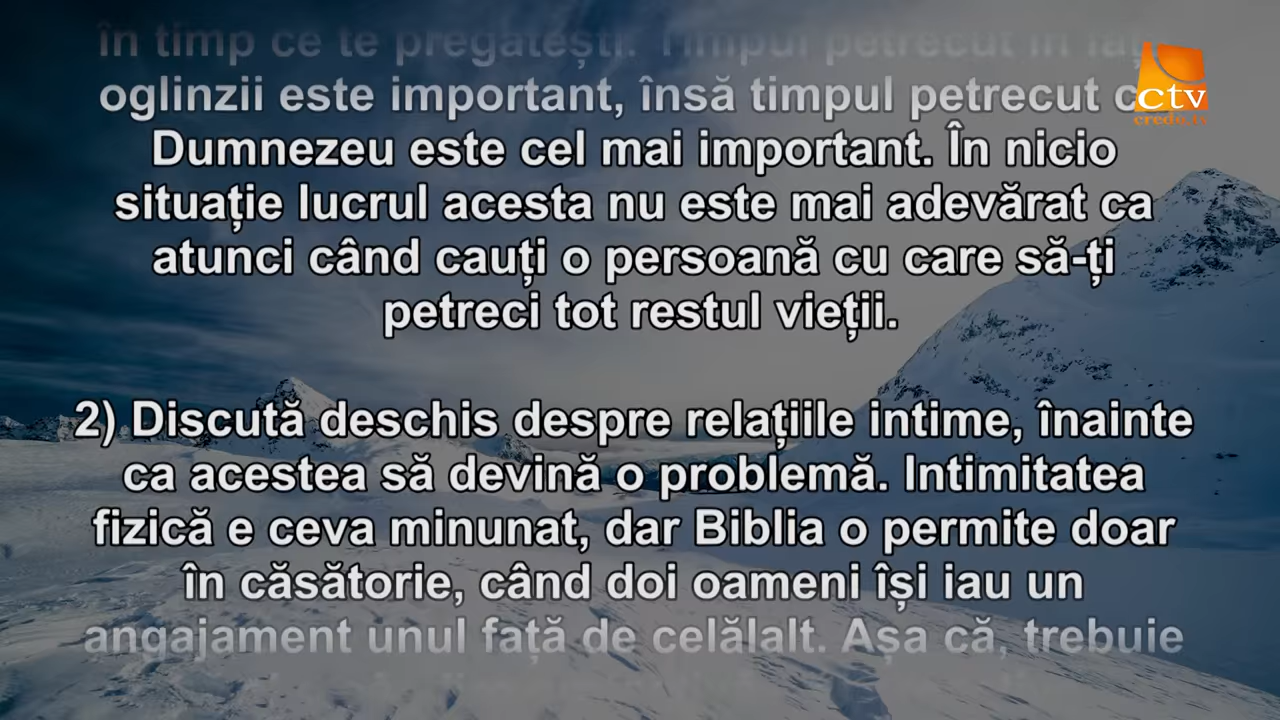 în timp ce te pregătești. Timpul petrecut în
oglinzii este important, însă timpul petrecut
Dumnezeu este cel mai important. În nicio
situație lucrul acesta nu este mai adevărat ca
atunci când cauți o persoană cu care să-ți
petreci tot restul vieții.
2) Discută deschis despre relațiile intime, înainte
ca acestea să devină o problemă. Intimitatea
fizică e ceva minunat, dar Biblia o permite doar
în căsătorie, când doi oameni își iau un
angajament unul față de celălalt. Așa că, trebuie
ctv
credo.tv